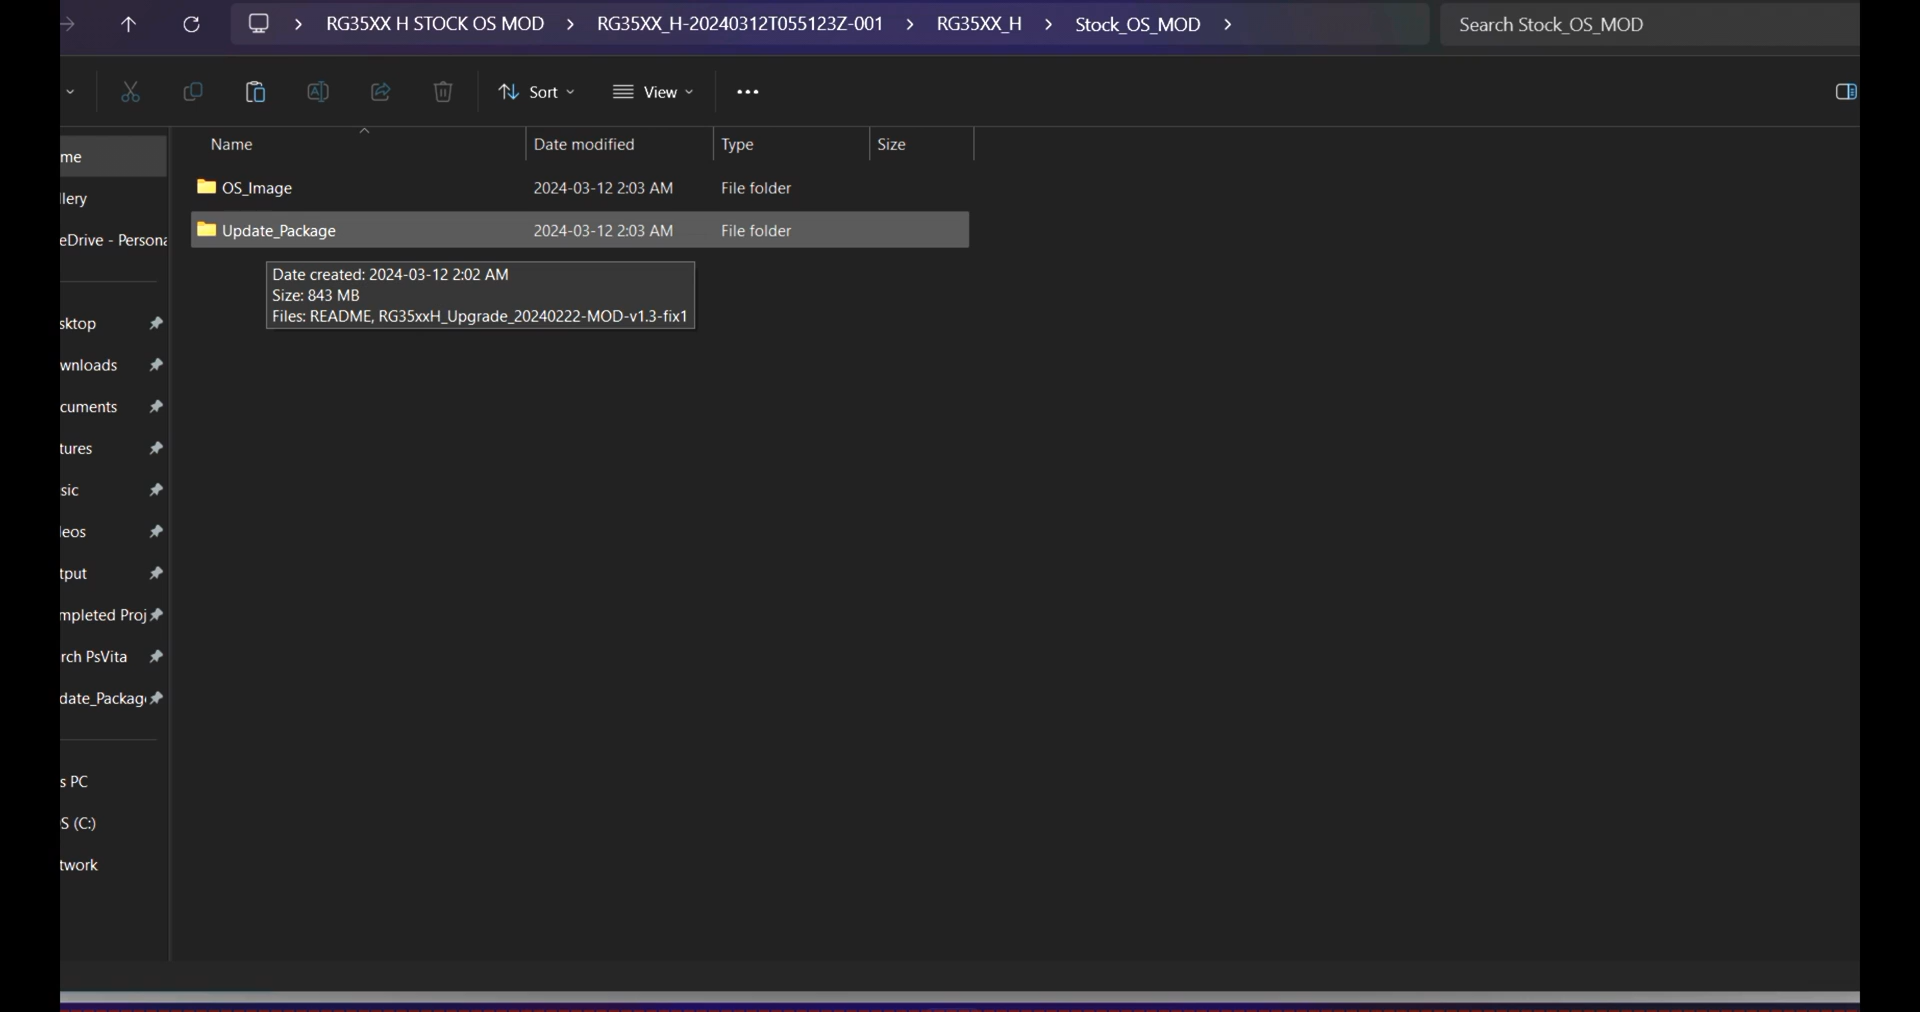 RG35XX H STOCK OS MOD > RG35XX_H-20240312T055123Z-001 > RG35XX_H > Stock_OS_MOD >
Search Stock_OS_MOD
Sort
View
Name
Date modified
Type
Size
OS_Image 2024-03-12 2:03 AM File folder
Update_Package 2024-03-12 2:03 AM File folder
Date created: 2024-03-12 2:02 AM
Size: 843 MB
Files: README, RG35xxH_Upgrade_20240222-MOD-v1.3-fix1
me
llery
eDrive - Persona
sktop
wnloads
cuments
tures
sic
leos
tput
mpleted Proj
rch PsVita
date_Packag
s PC
S (C:)
twork